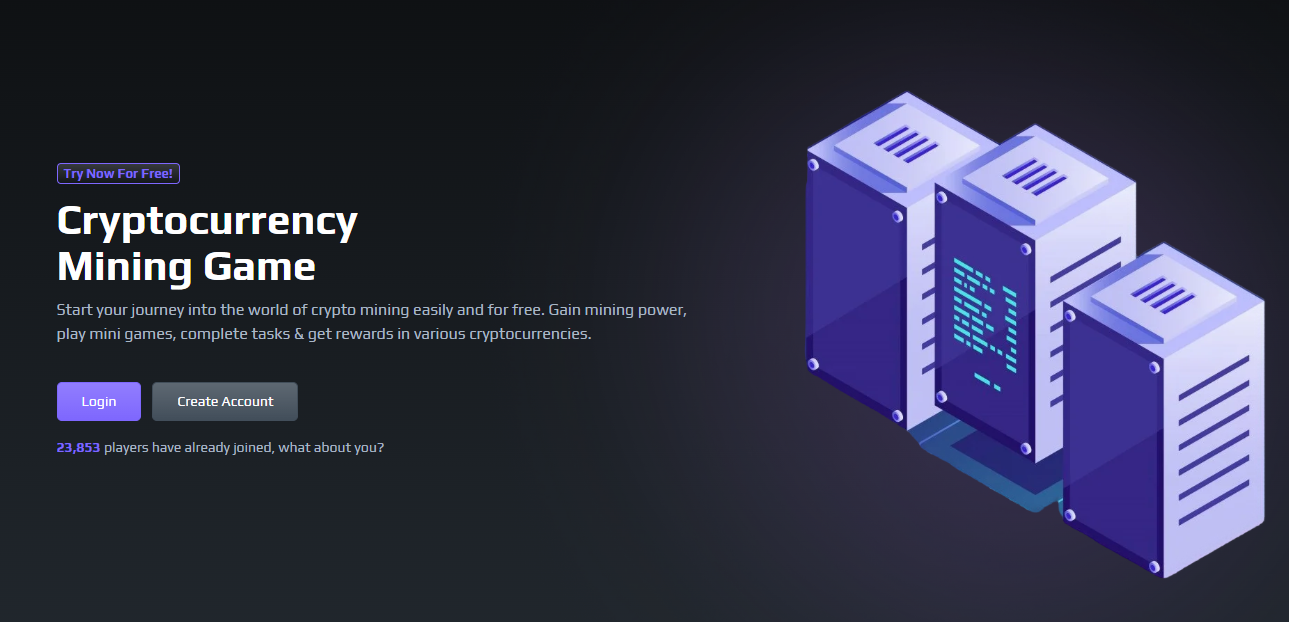 Try Now For Free!
Cryptocurrency
Mining Game
Start your journey into the world of crypto mining easily and for free. Gain mining power,
play mini games, complete tasks & get rewards in various cryptocurrencies.
Login
Create Account
23,853 players have already joined, what about you?